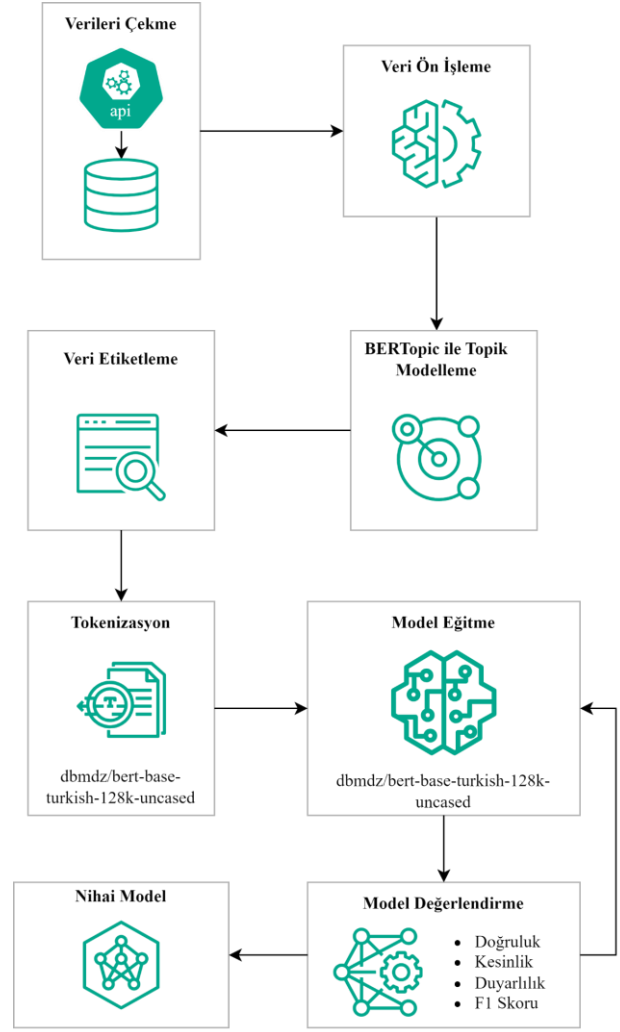 Verileri Çekme
api
Veri Ön İşleme
BERTopic ile Topik
Modelleme
Veri Etiketleme
Tokenizasyon
T
dbmdz/bert-base-
turkish-128k-uncased
Model Eğitme
dbmdz/bert-base-turkish-128k-
uncased
Model Değerlendirme
• Doğruluk
• Kesinlik
• Duyarlılık
• F1 Skoru
Nihai Model